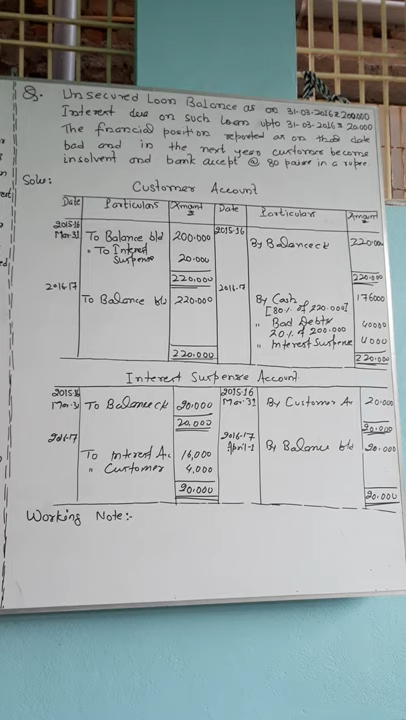 Q. Unsecured Loan Balance as on 31-03-2016 ₹ 200000
Interest due on such Loan upto 31-03-2016 ₹ 20000
The financial position reported as on that date
bad and in the next year customer become
insolvent and bank accept @ 80 paise in a rupee.
Solu:-
Customer Account
Date Particulars Amount ₹ Date Particulars Amount ₹
2015-16 2015-16
Mar-31 To Balance b/d 200.000 By Balance c/d 220.000
" To Interest Suspense 20.000
220.000 220.000
2016-17 2016-17
To Balance b/d 220.000 By Cash 176000
[80% of 220.000]
" Bad Debts 40000
20% of 200.000
" Interest Suspense 4000
220.000 220.000
Interest Suspense Account
2015-16 2015-16
Mar-31 To Balance c/d 20.000 Mar-31 By Customer A/c 20.000
20.000 20.000
2016-17 2016-17
To Interest A/c 16,000 April-1 By Balance b/d 20.000
" Customer 4,000
20.000 20.000
Working Note:-